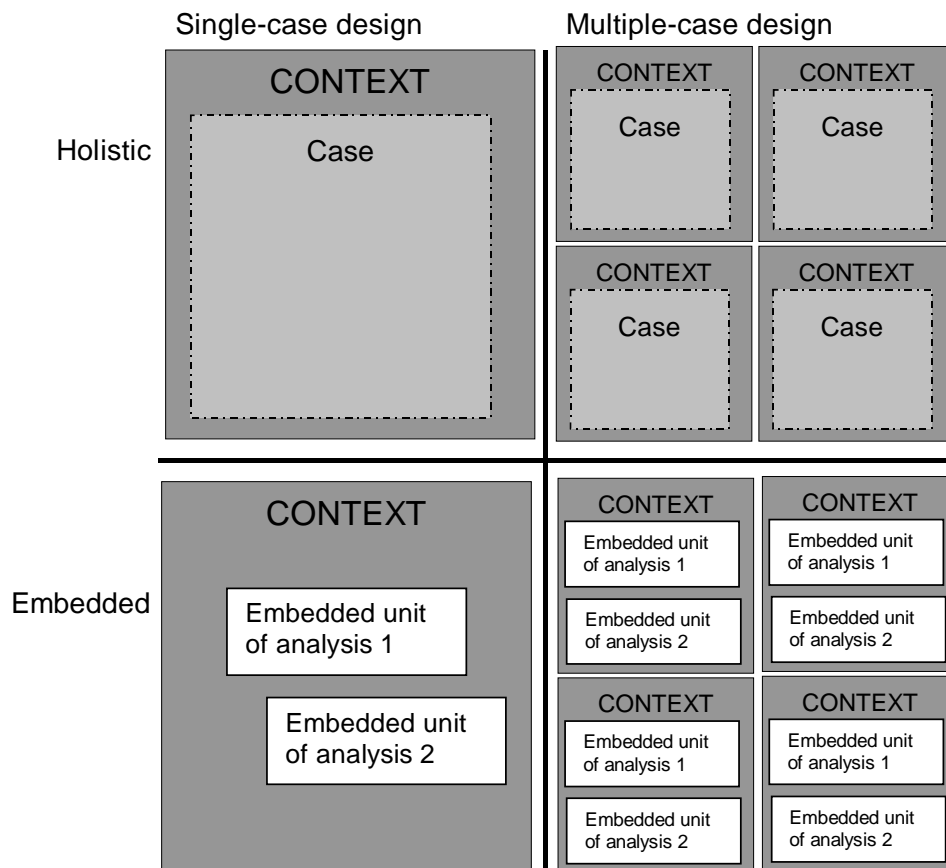 Single-case design
Multiple-case design
Holistic
CONTEXT
Case
CONTEXT
Case
CONTEXT
Case
CONTEXT
Case
CONTEXT
Case
Embedded
CONTEXT
Embedded unit
of analysis 1
Embedded unit
of analysis 2
CONTEXT
Embedded unit
of analysis 1
Embedded unit
of analysis 2
CONTEXT
Embedded unit
of analysis 1
Embedded unit
of analysis 2
CONTEXT
Embedded unit
of analysis 1
Embedded unit
of analysis 2
CONTEXT
Embedded unit
of analysis 1
Embedded unit
of analysis 2